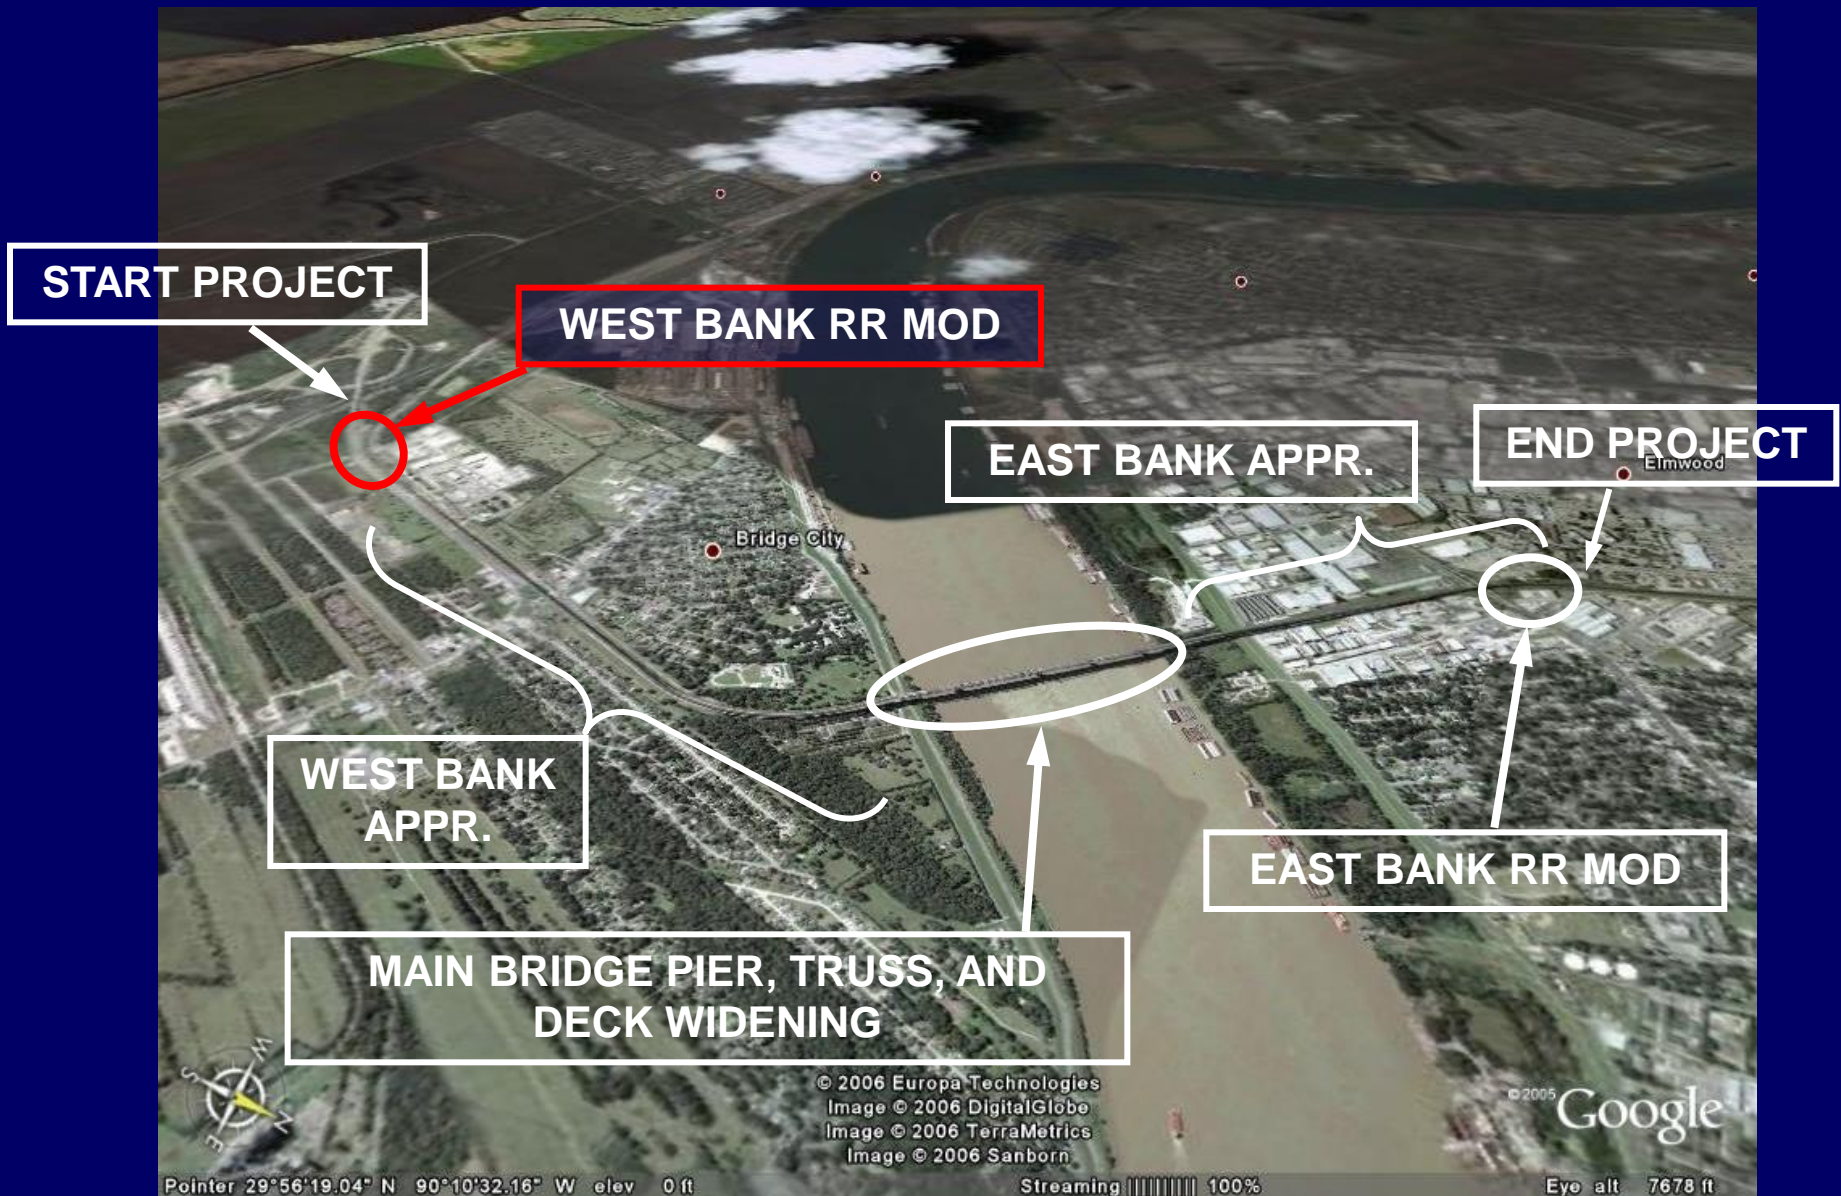 START PROJECT
WEST BANK RR MOD
EAST BANK APPR.
END PROJECT
Elmwood
Bridge City
WEST BANK
APPR.
EAST BANK RR MOD
MAIN BRIDGE PIER, TRUSS, AND
DECK WIDENING
W
S
N
E
© 2006 Europa Technologies
Image © 2006 DigitalGlobe
Image © 2006 TerraMetrics
Image © 2006 Sanborn
© 2005 Google
Pointer 29°56'19.04" N 90°10'32.16" W elev 0 ft Streaming |||||||||| 100% Eye alt 7678 ft